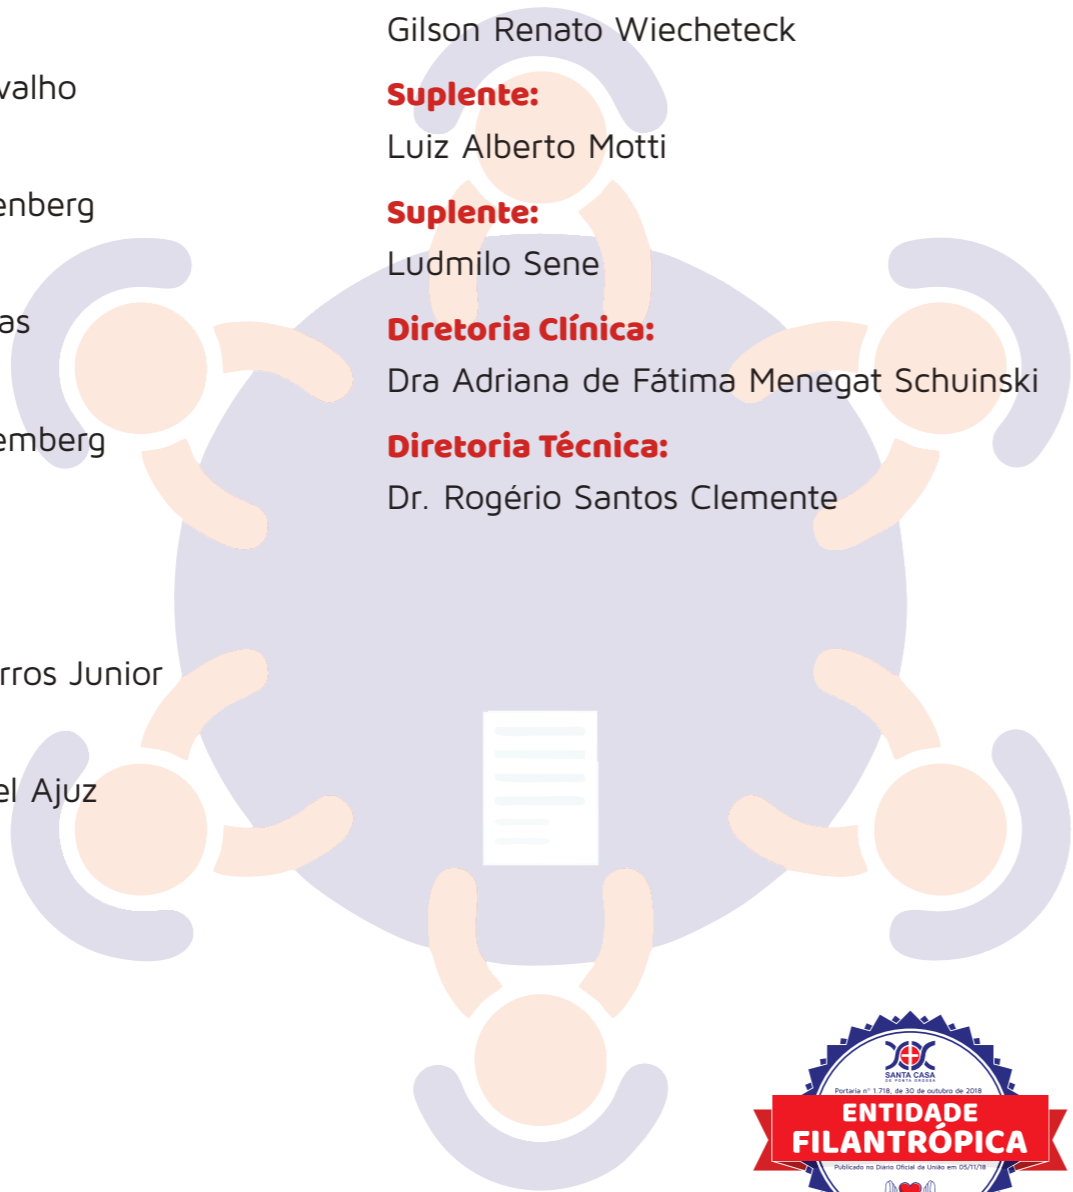 valho
enberg
as
emberg
rros Junior
el Ajuz
Gilson Renato Wiecheteck
Suplente:
Luiz Alberto Motti
Suplente:
Ludmilo Sene
Diretoria Clínica:
Dra Adriana de Fátima Menegat Schuinski
Diretoria Técnica:
Dr. Rogério Santos Clemente
SANTA CASA
DE PONTA GROSSA
Portaria nº 1.718, de 30 de outubro de 2018
ENTIDADE
FILANTRÓPICA
Publicado no Diário Oficial da União em 05/11/18